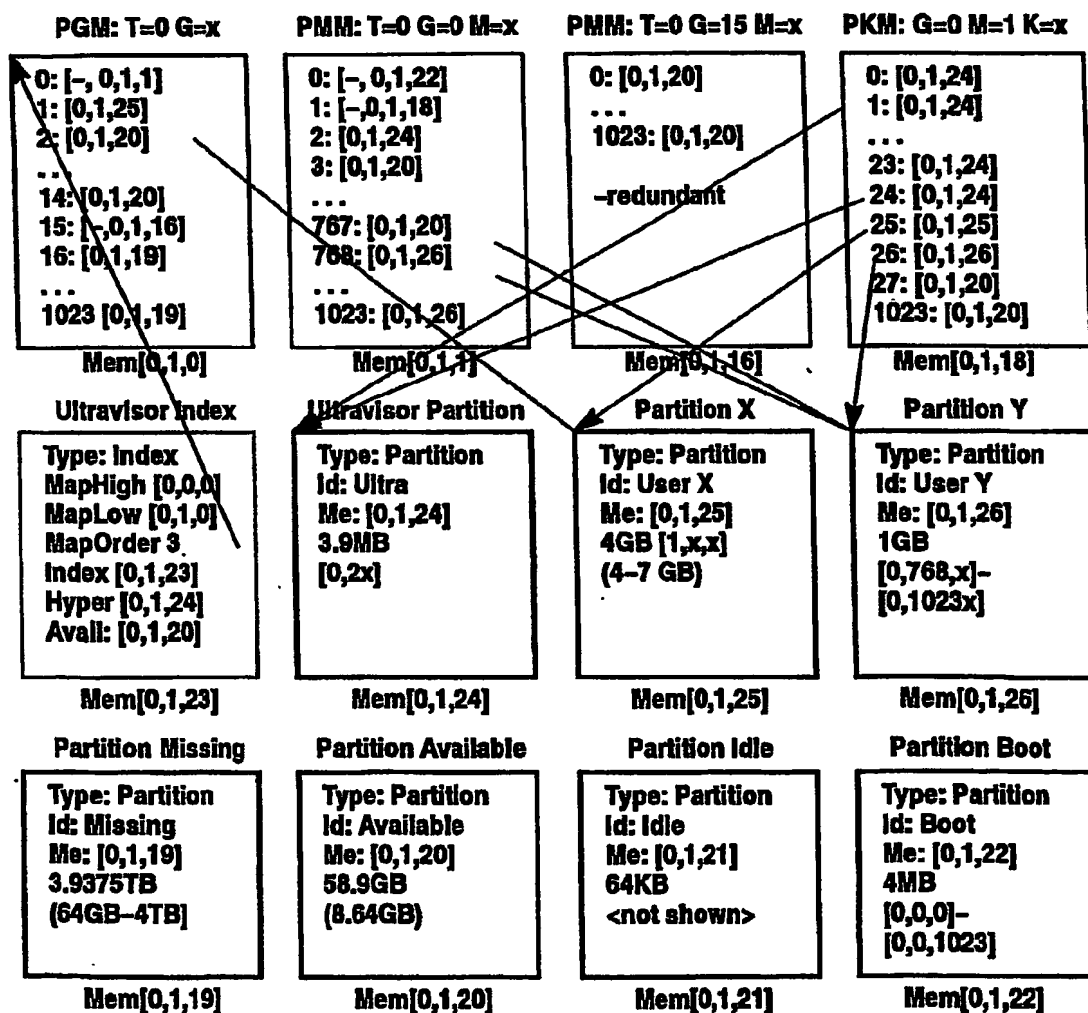 PGM: T=0 G=x
0: [–, 0,1,1]
1: [0,1,25]
2: [0,1,20]
...
14: [0,1,20]
15: [–,0,1,16]
16: [0,1,19]
...
1023 [0,1,19]
Mem[0,1,0]
PMM: T=0 G=0 M=x
0: [–, 0,1,22]
1: [–,0,1,18]
2: [0,1,24]
3: [0,1,20]
...
767: [0,1,20]
768: [0,1,26]
...
1023: [0,1,26]
Mem[0,1,1]
PMM: T=0 G=15 M=x
0: [0,1,20]
...
1023: [0,1,20]
–redundant
Mem[0,1,16]
PKM: G=0 M=1 K=x
0: [0,1,24]
1: [0,1,24]
...
23: [0,1,24]
24: [0,1,24]
25: [0,1,25]
26: [0,1,26]
27: [0,1,20]
1023: [0,1,20]
Mem[0,1,18]
Ultravisor Index
Type: Index
MapHigh [0,0,0]
MapLow [0,1,0]
MapOrder 3
Index [0,1,23]
Hyper [0,1,24]
Avail: [0,1,20]
Mem[0,1,23]
Ultravisor Partition
Type: Partition
Id: Ultra
Me: [0,1,24]
3.9MB
[0,2x]
Mem[0,1,24]
Partition X
Type: Partition
Id: User X
Me: [0,1,25]
4GB [1,x,x]
(4–7 GB)
Mem[0,1,25]
Partition Y
Type: Partition
Id: User Y
Me: [0,1,26]
1GB
[0,768,x]–
[0,1023x]
Mem[0,1,26]
Partition Missing
Type: Partition
Id: Missing
Me: [0,1,19]
3.9375TB
(64GB–4TB]
Mem[0,1,19]
Partition Available
Type: Partition
Id: Available
Me: [0,1,20]
58.9GB
(8.64GB)
Mem[0,1,20]
Partition Idle
Type: Partition
Id: Idle
Me: [0,1,21]
64KB
<not shown>
Mem[0,1,21]
Partition Boot
Type: Partition
Id: Boot
Me: [0,1,22]
4MB
[0,0,0]–
[0,0,1023]
Mem[0,1,22]